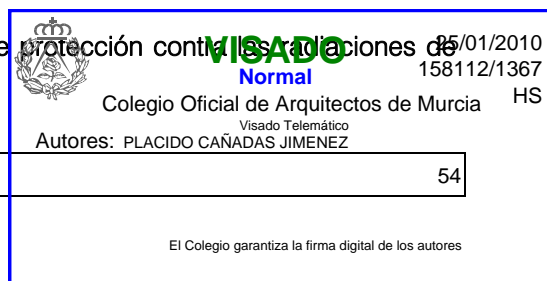 e protección contra las radiaciones de
VISADO
25/01/2010
158112/1367
Normal
HS
Colegio Oficial de Arquitectos de Murcia
Visado Telemático
Autores: PLACIDO CAÑADAS JIMENEZ
54
El Colegio garantiza la firma digital de los autores